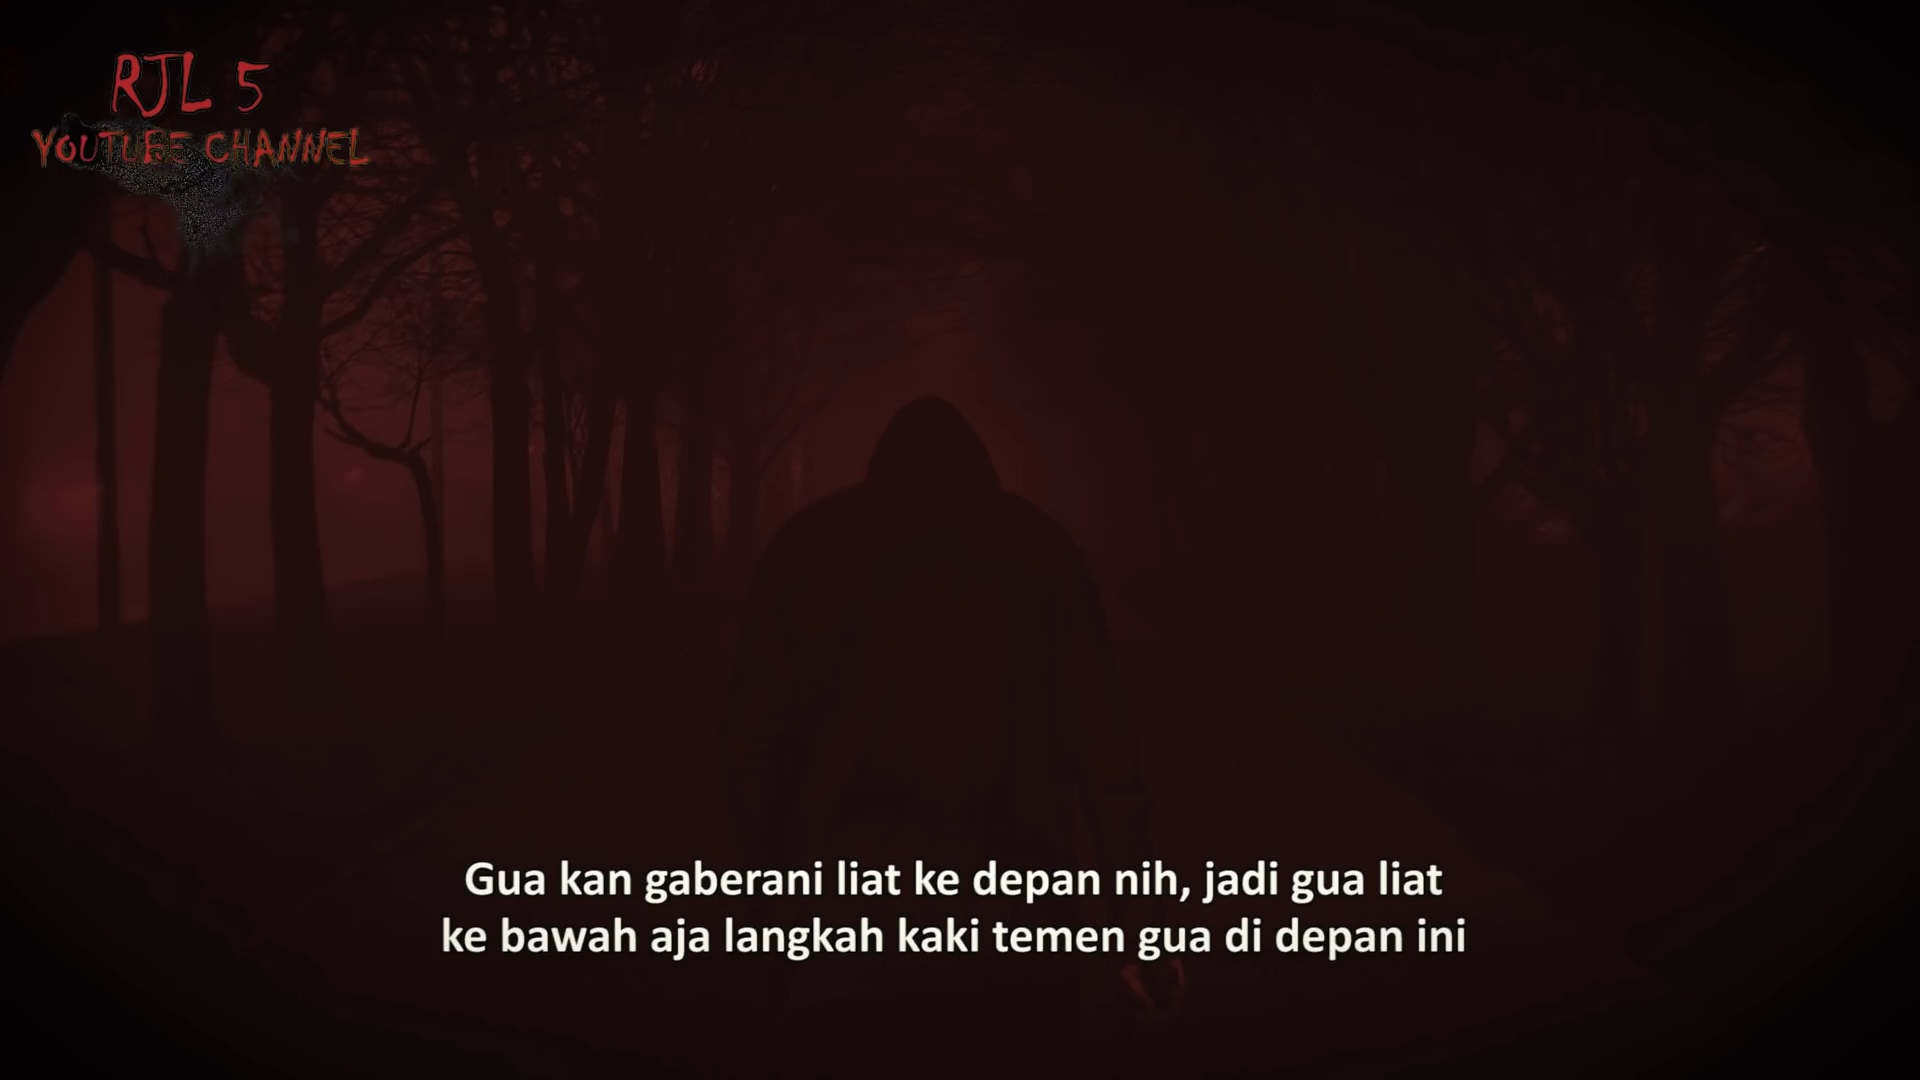 RJL 5
YOUTUBE CHANNEL
Gua kan gaberani liat ke depan nih, jadi gua liat
ke bawah aja langkah kaki temen gua di depan ini